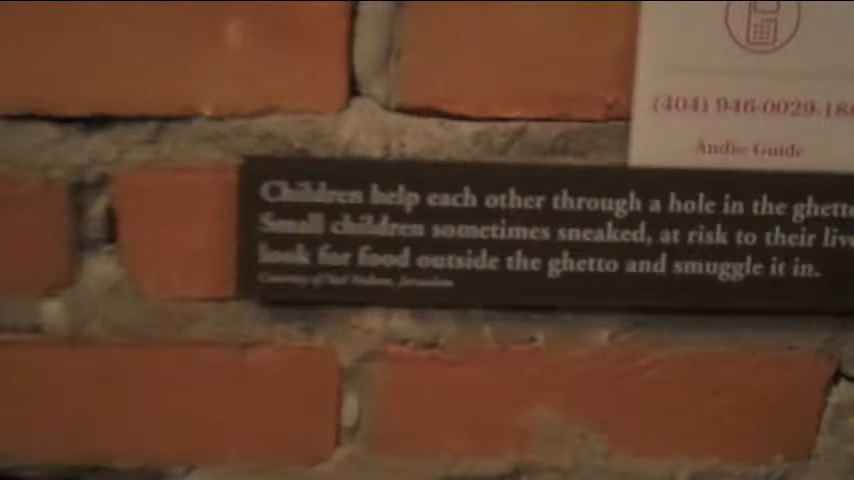 (404) 946-0029-18
Audio Guide
Children help each other through a hole in the ghetto
Small children sometimes sneaked, at risk to their live
look for food outside the ghetto and smuggle it in.
Courtesy of Yad Vashem, Jerusalem